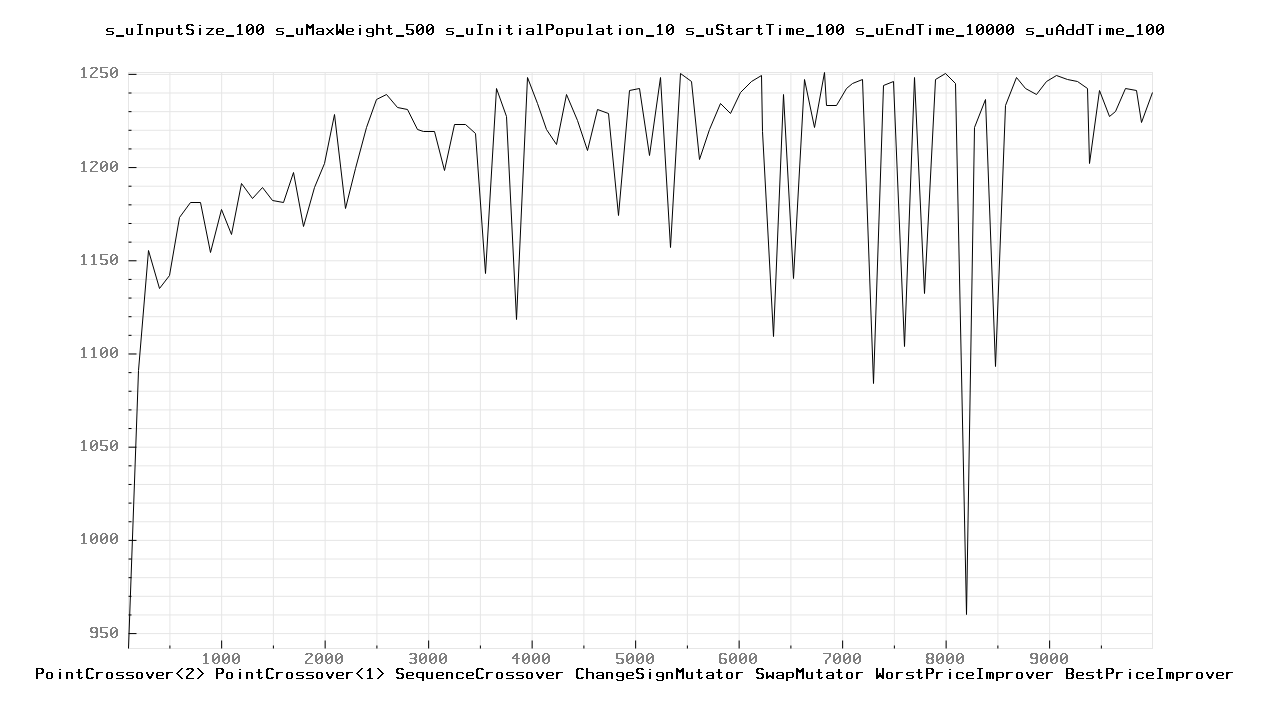 s_uInputSize_100 s_uMaxWeight_500 s_uInitialPopulation_10 s_uStartTime_100 s_uEndTime_10000 s_uAddTime_100
1250
1200
1150
1100
1050
1000
950
1000 2000 3000 4000 5000 6000 7000 8000 9000
PointCrossover<2> PointCrossover<1> SequenceCrossover ChangeSignMutator SwapMutator WorstPriceImprover BestPriceImprover